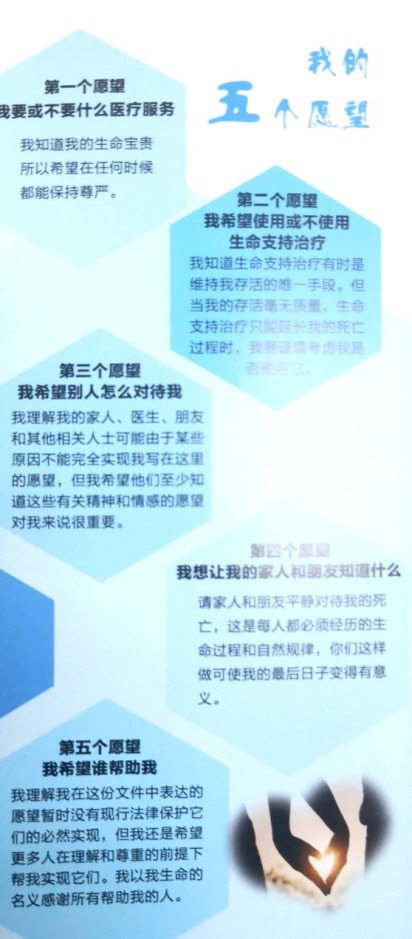 我的
五个愿望
第一个愿望
我要或不要什么医疗服务
我知道我的生命宝贵
所以希望在任何时候
都能保持尊严。
第二个愿望
我希望使用或不使用
生命支持治疗
我知道生命支持治疗有时是
维持我存活的唯一手段。但
当我的存活毫无质量，生命
支持治疗只能延长我的死亡
过程时，我要谨慎考虑我是
否使用它。
第三个愿望
我希望别人怎么对待我
我理解我的家人、医生、朋友
和其他相关人士可能由于某些
原因不能完全实现我写在这里
的愿望，但我希望他们至少知
道这些有关精神和情感的愿望
对我来说很重要。
第四个愿望
我想让我的家人和朋友知道什么
请家人和朋友平静对待我的死
亡，这是每人都必须经历的生
命过程和自然规律，你们这样
做可使我的最后日子变得有意
义。
第五个愿望
我希望谁帮助我
我理解我在这份文件中表达的
愿望暂时没有现行法律保护它
们的必然实现，但我还是希望
更多人在理解和尊重的前提下
帮我实现它们。我以我生命的
名义感谢所有帮助我的人。